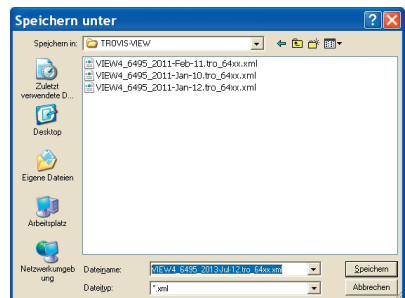 Speichern unter
Speichern in: TROVIS-VIEW
VIEW4_6495_2011-Feb-11.tro_64xx.xml
VIEW4_6495_2011-Jan-10.tro_64xx.xml
VIEW4_6495_2011-Jan-12.tro_64xx.xml
Zuletzt
verwendete D...
Desktop
Eigene Dateien
Arbeitsplatz
Netzwerkumgeb
ung
Dateiname: VIEW4_6495_2013-Jul-12.tro_64xx.xml
Speichern
Dateityp: *.xml
Abbrechen